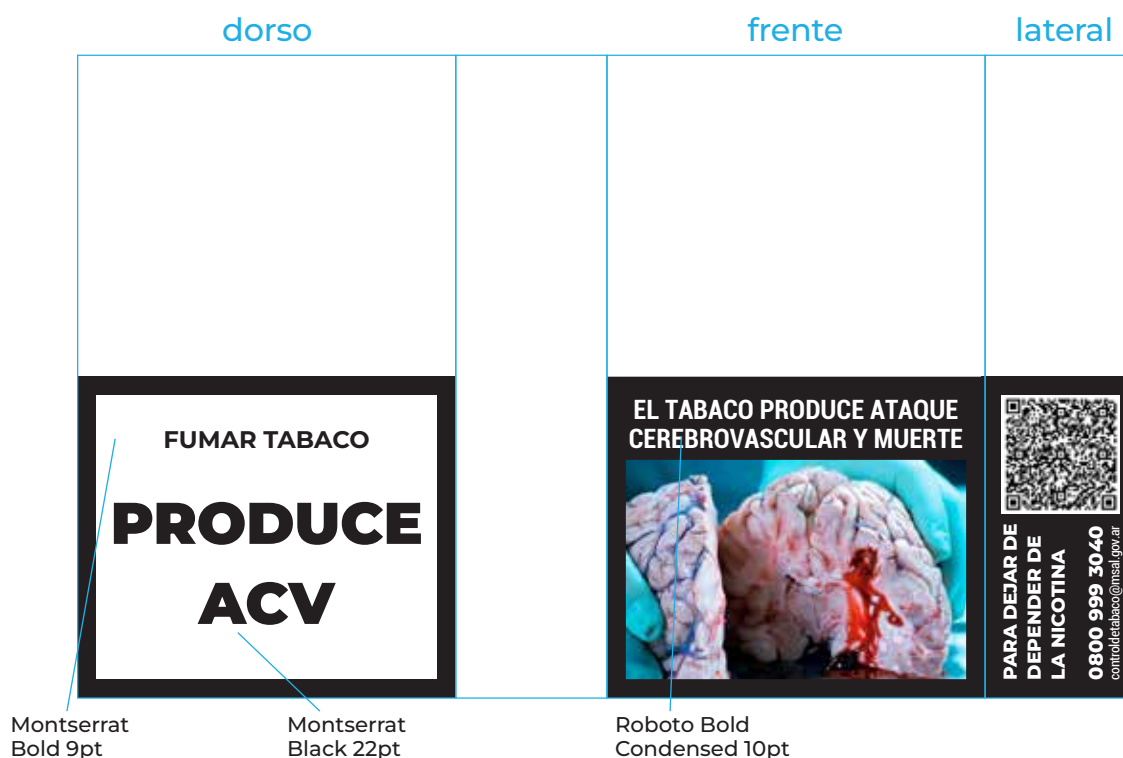 dorso
frente
lateral
FUMAR TABACO
PRODUCE
ACV
EL TABACO PRODUCE ATAQUE
CEREBROVASCULAR Y MUERTE
PARA DEJAR DE
DEPENDER DE
LA NICOTINA
0800 999 3040
controldetabaco@msal.gov.ar
Montserrat
Bold 9pt
Montserrat
Black 22pt
Roboto Bold
Condensed 10pt